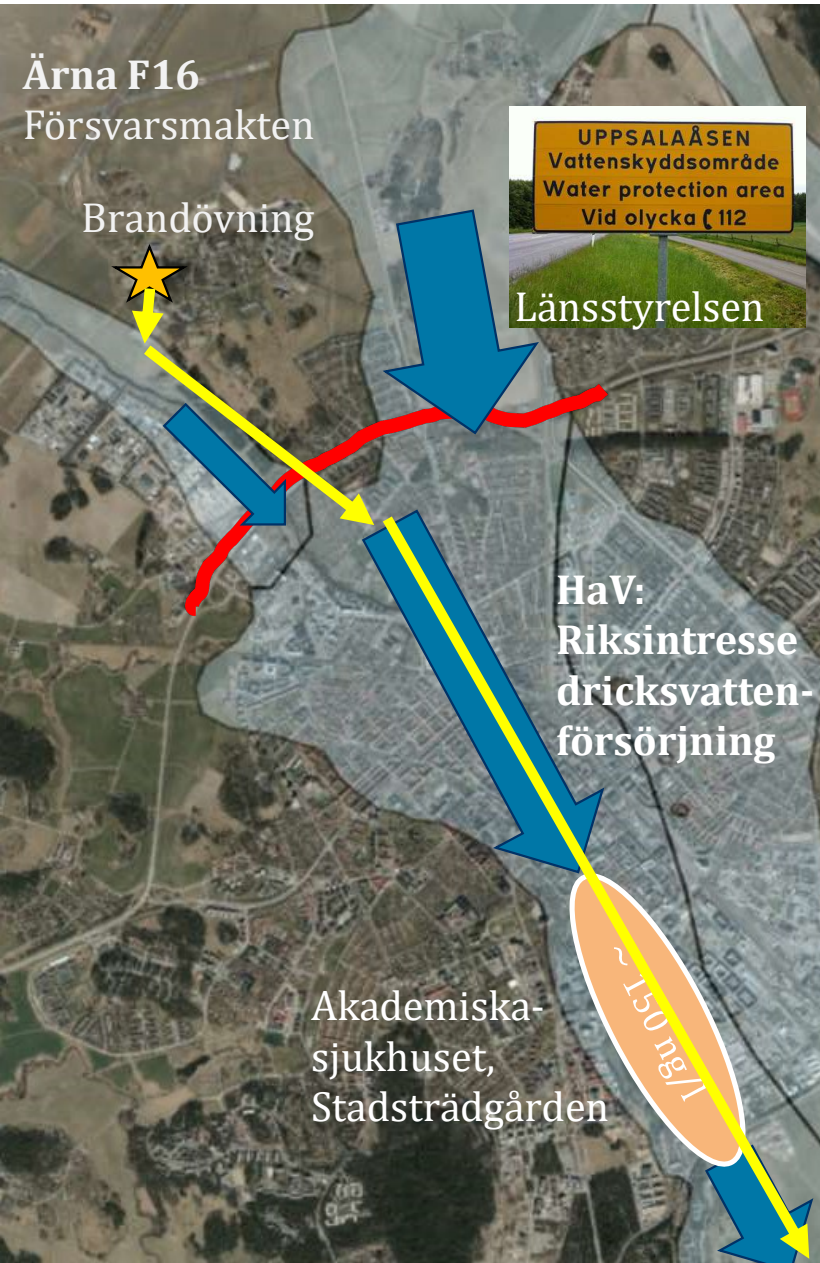 Ärna F16
Försvarsmakten
Brandövning
UPPSALAÅSEN
Vattenskyddsområde
Water protection area
Vid olycka 112
Länsstyrelsen
HaV:
Riksintresse
dricksvatten-
försörjning
~ 150 ng/l
Akademiska-
sjukhuset,
Stadsträdgården